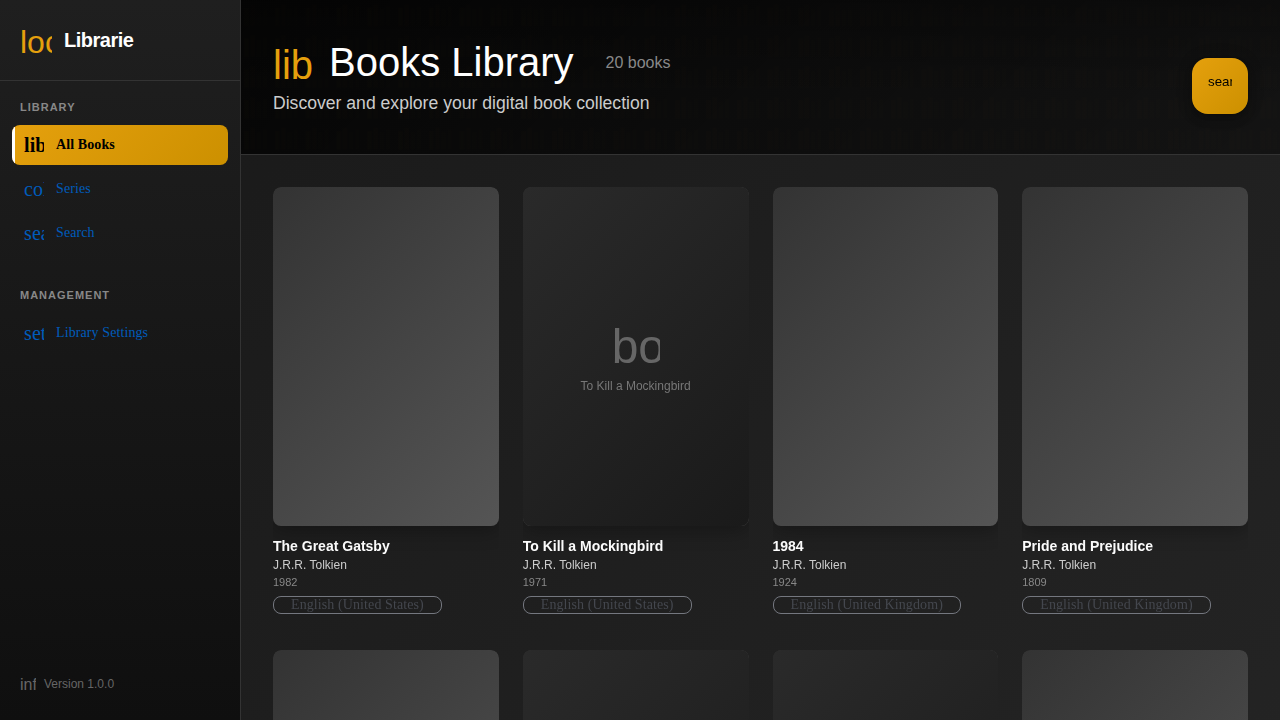 loc Librarie
LIBRARY
lib All Books
co Series
sea Search
MANAGEMENT
set Library Settings
inf Version 1.0.0
lib Books Library 20 books
Discover and explore your digital book collection
sear
bo
To Kill a Mockingbird
The Great Gatsby
J.R.R. Tolkien
1982
English (United States)
To Kill a Mockingbird
J.R.R. Tolkien
1971
English (United States)
1984
J.R.R. Tolkien
1924
English (United Kingdom)
Pride and Prejudice
J.R.R. Tolkien
1809
English (United Kingdom)